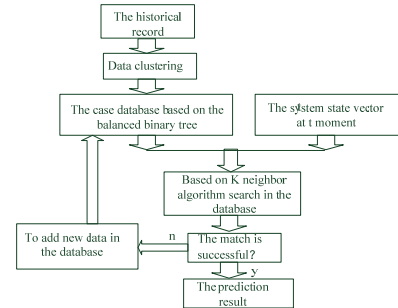 The historical
record
Data clustering
The case database based on the
balanced binary tree
The system state vector
at t moment
Based on K neighbor
algorithm search in the
database
To add new data in
the database
n
The match is
successful?
y
The prediction
result